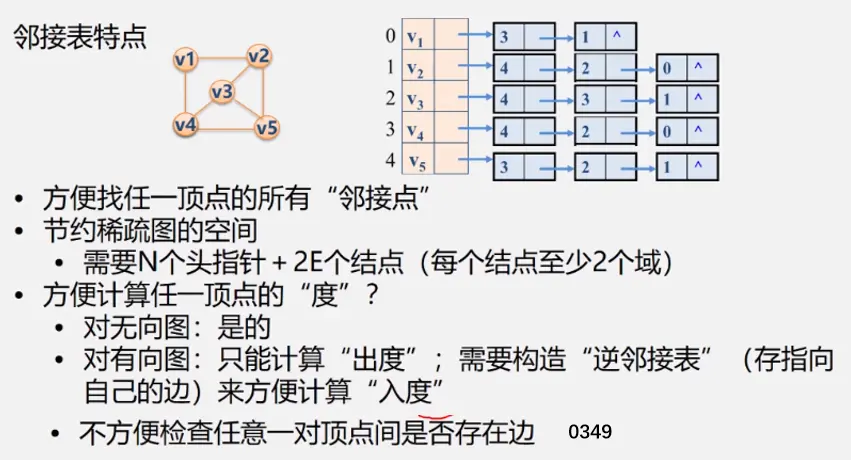 邻接表特点
v1 v2
v3
v4 v5
0 v1 3 1 ^
1 v2 4 2 0 ^
2 v3 4 3 1 ^
3 v4 4 2 0 ^
4 v5 3 2 1 ^
• 方便找任一顶点的所有“邻接点”
• 节约稀疏图的空间
• 需要N个头指针＋2E个结点（每个结点至少2个域）
• 方便计算任一顶点的“度”？
• 对无向图：是的
• 对有向图：只能计算“出度”；需要构造“逆邻接表”（存指向
自己的边）来方便计算“入度”
• 不方便检查任意一对顶点间是否存在边 0349